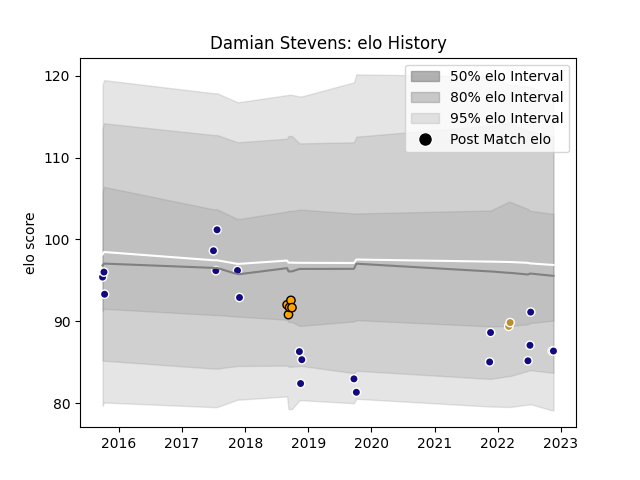 Damian Stevens: elo History
120
110
100
90
80
elo score
50% elo Interval
80% elo Interval
95% elo Interval
Post Match elo
2016
2017
2018
2019
2020
2021
2022
2023